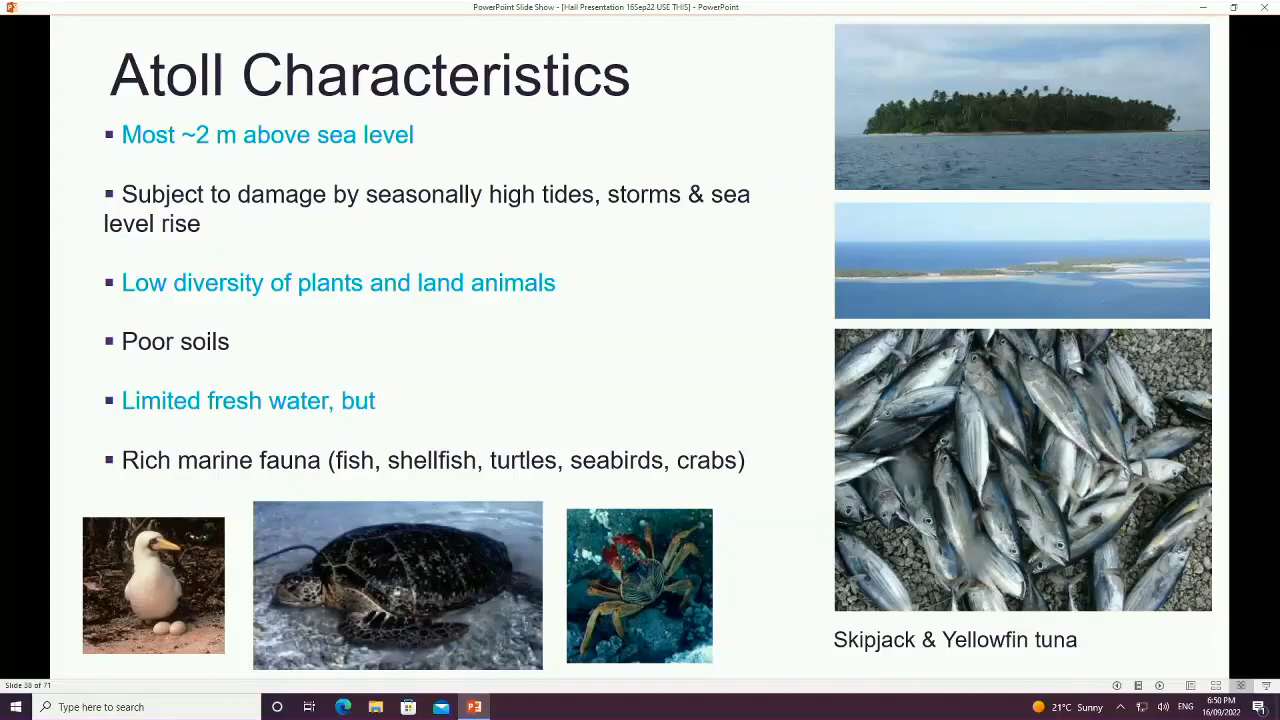 PowerPoint Slide Show - [Hall Presentation 16Sep22 USE THIS] - PowerPoint
Atoll Characteristics
▪ Most ~2 m above sea level
▪ Subject to damage by seasonally high tides, storms & sea
level rise
▪ Low diversity of plants and land animals
▪ Poor soils
▪ Limited fresh water, but
▪ Rich marine fauna (fish, shellfish, turtles, seabirds, crabs)
Skipjack & Yellowfin tuna
Slide 38 of 71
Type here to search
21°C Sunny
6:50 PM
16/09/2022